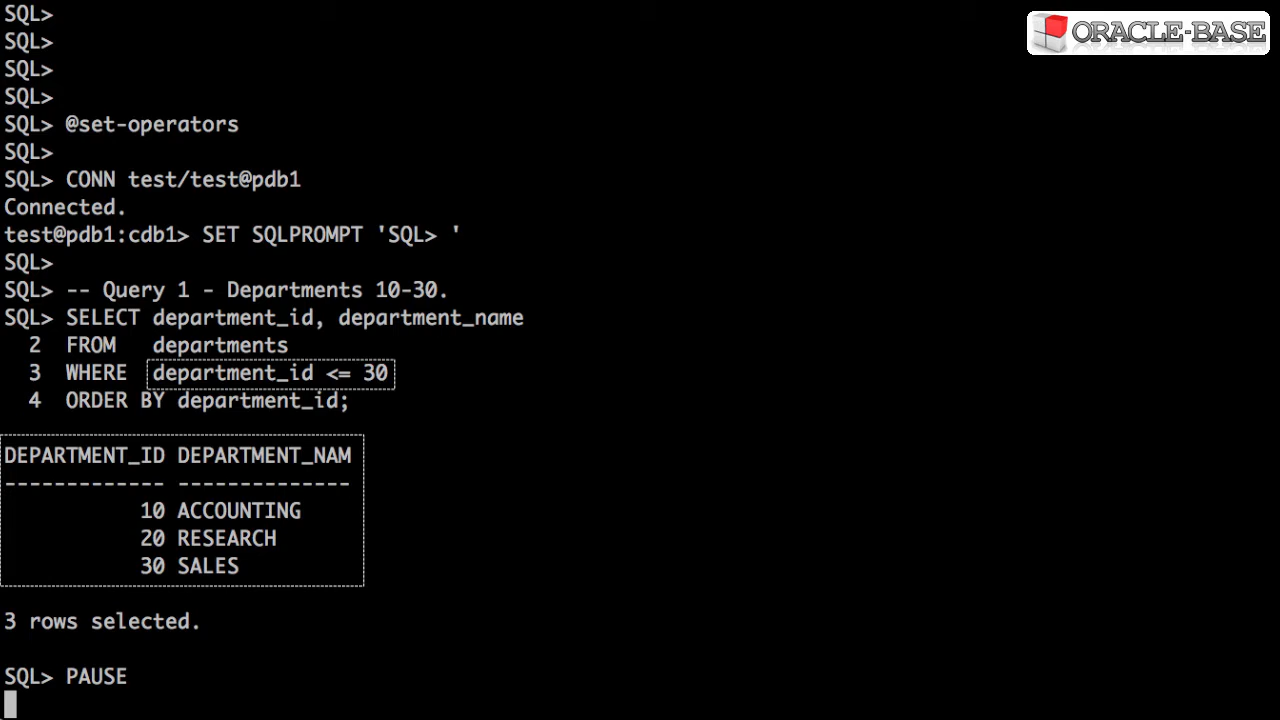 SQL>
SQL>
SQL>
SQL>
SQL> @set-operators
SQL>
SQL> CONN test/test@pdb1
Connected.
test@pdb1:cdb1> SET SQLPROMPT 'SQL> '
SQL>
SQL> -- Query 1 - Departments 10-30.
SQL> SELECT department_id, department_name
  2  FROM   departments
  3  WHERE  department_id <= 30
  4  ORDER BY department_id;

DEPARTMENT_ID DEPARTMENT_NAM
------------- --------------
           10 ACCOUNTING
           20 RESEARCH
           30 SALES

3 rows selected.

SQL> PAUSE
ORACLE-BASE